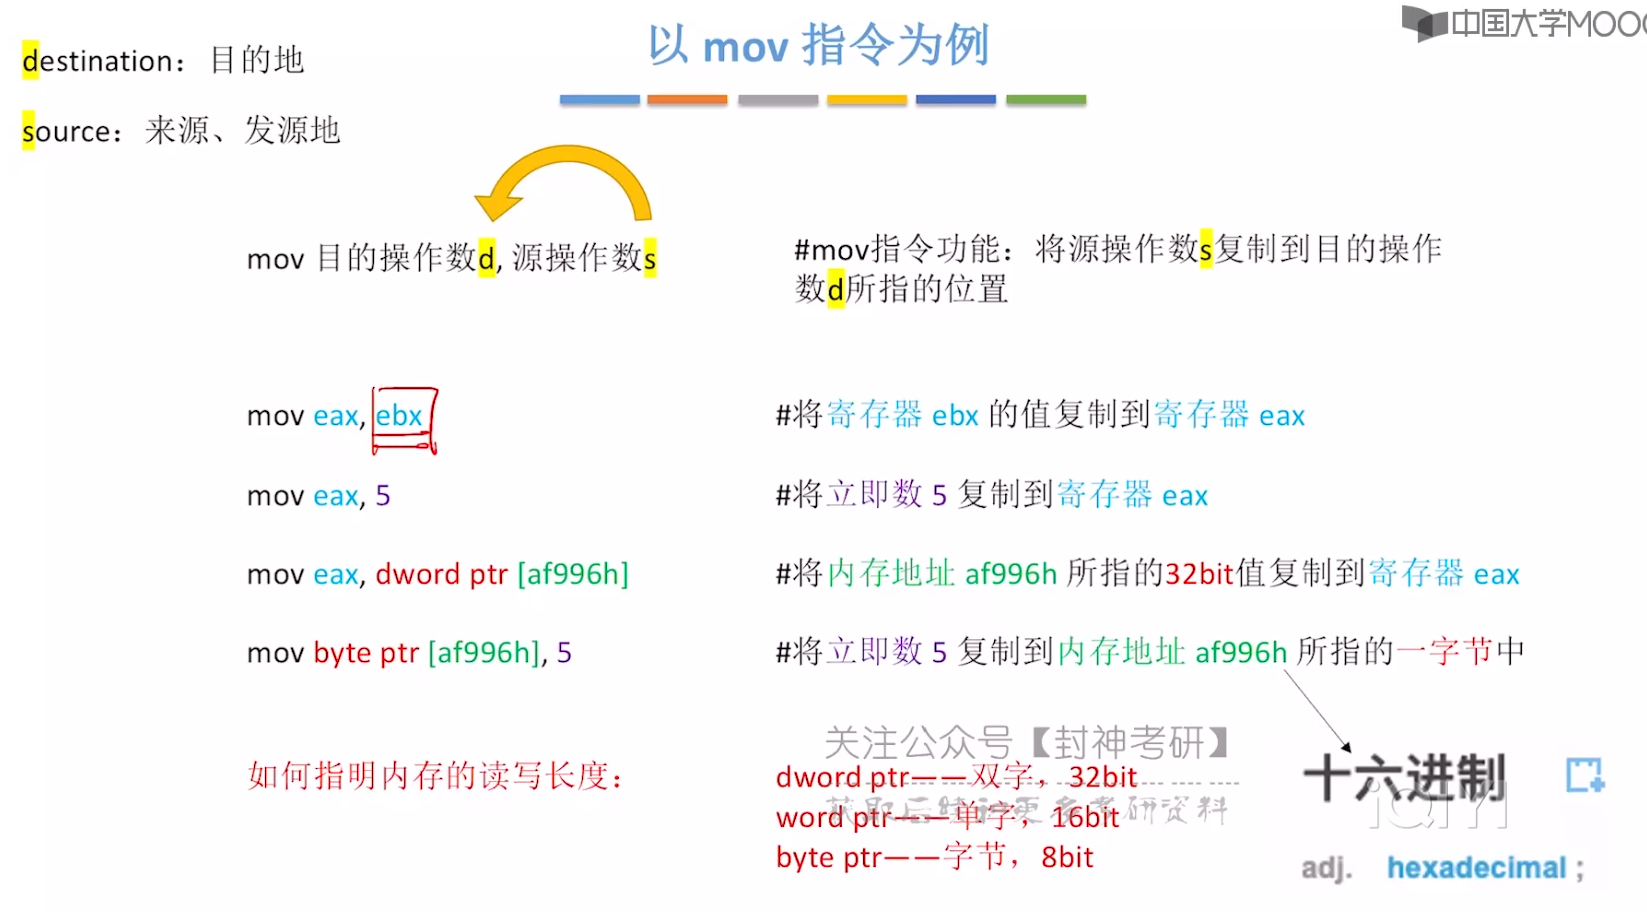 中国大学MOO
以 mov 指令为例
destination：目的地
source：来源、发源地
mov 目的操作数d, 源操作数s
#mov指令功能：将源操作数s复制到目的操作
数d所指的位置
mov eax, ebx
#将寄存器 ebx 的值复制到寄存器 eax
mov eax, 5
#将立即数 5 复制到寄存器 eax
mov eax, dword ptr [af996h]
#将内存地址 af996h 所指的32bit值复制到寄存器 eax
mov byte ptr [af996h], 5
#将立即数 5 复制到内存地址 af996h 所指的一字节中
关注公众号【封神考研】
如何指明内存的读写长度：
dword ptr——双字，32bit
十六进制
获取后续和更多考研资料
word ptr——单字，16bit
byte ptr——字节，8bit
adj. hexadecimal ;